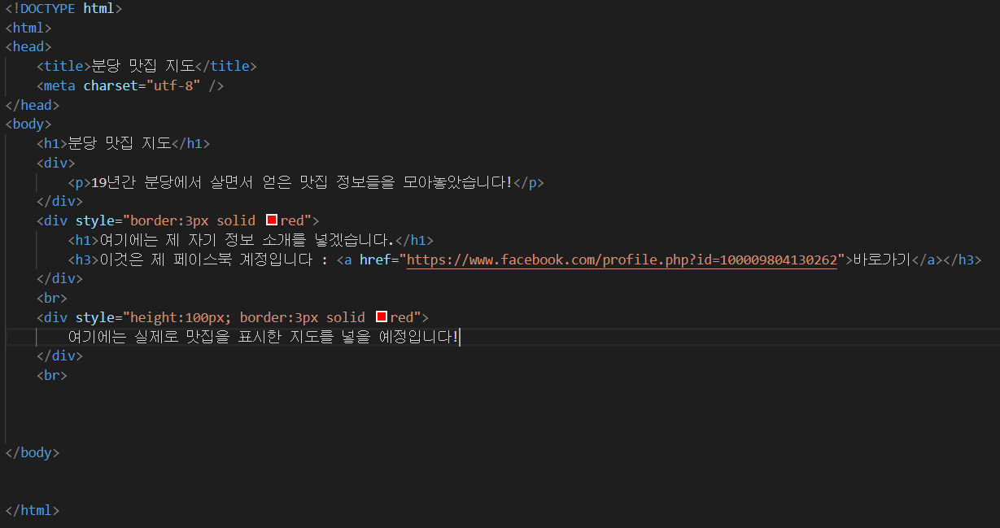 <!DOCTYPE html>
<html>
<head>
    <title>분당 맛집 지도</title>
    <meta charset="utf-8" />
</head>
<body>
    <h1>분당 맛집 지도</h1>
    <div>
        <p>19년간 분당에서 살면서 얻은 맛집 정보들을 모아놓았습니다!</p>
    </div>
    <div style="border:3px solid red">
        <h1>여기에는 제 자기 정보 소개를 넣겠습니다.</h1>
        <h3>이것은 제 페이스북 계정입니다 : <a href="https://www.facebook.com/profile.php?id=100009804130262">바로가기</a></h3>
    </div>
    <br>
    <div style="height:100px; border:3px solid red">
        여기에는 실제로 맛집을 표시한 지도를 넣을 예정입니다!
    </div>
    <br>
</body>
</html>